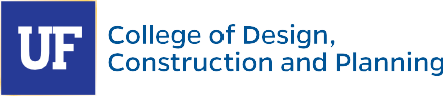 UF
College of Design,
Construction and Planning